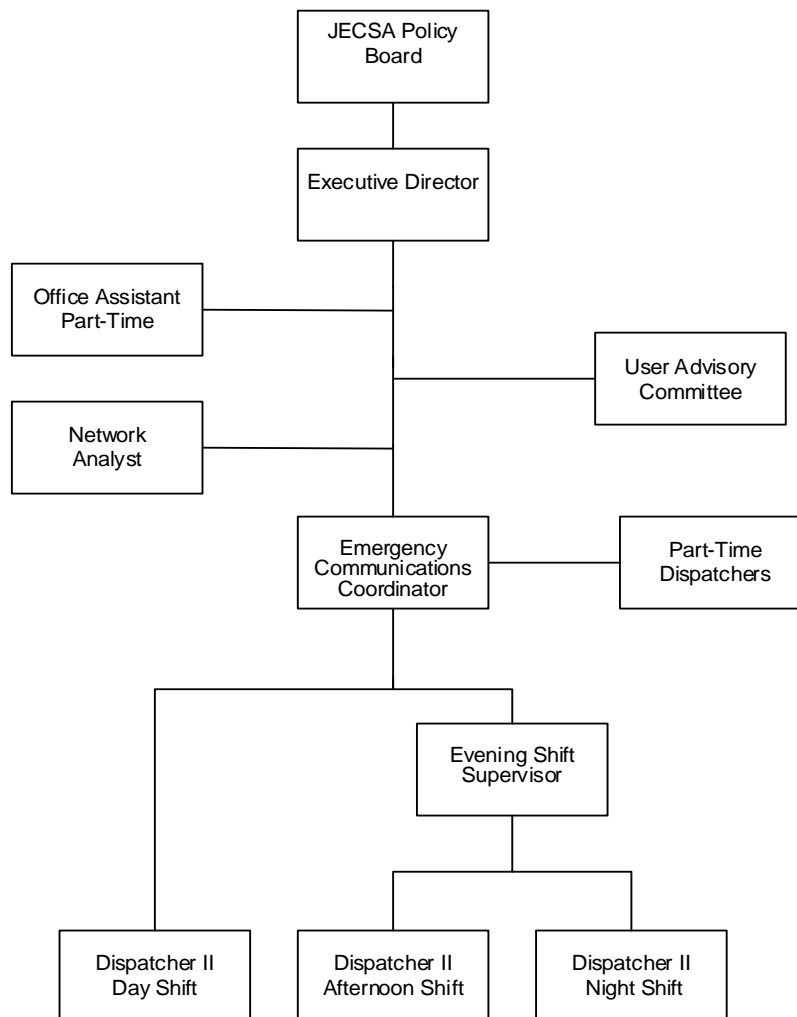 JECSA Policy
Board
Executive Director
Office Assistant
Part-Time
User Advisory
Committee
Network
Analyst
Emergency
Communications
Coordinator
Part-Time
Dispatchers
Evening Shift
Supervisor
Dispatcher II
Day Shift
Dispatcher II
Afternoon Shift
Dispatcher II
Night Shift